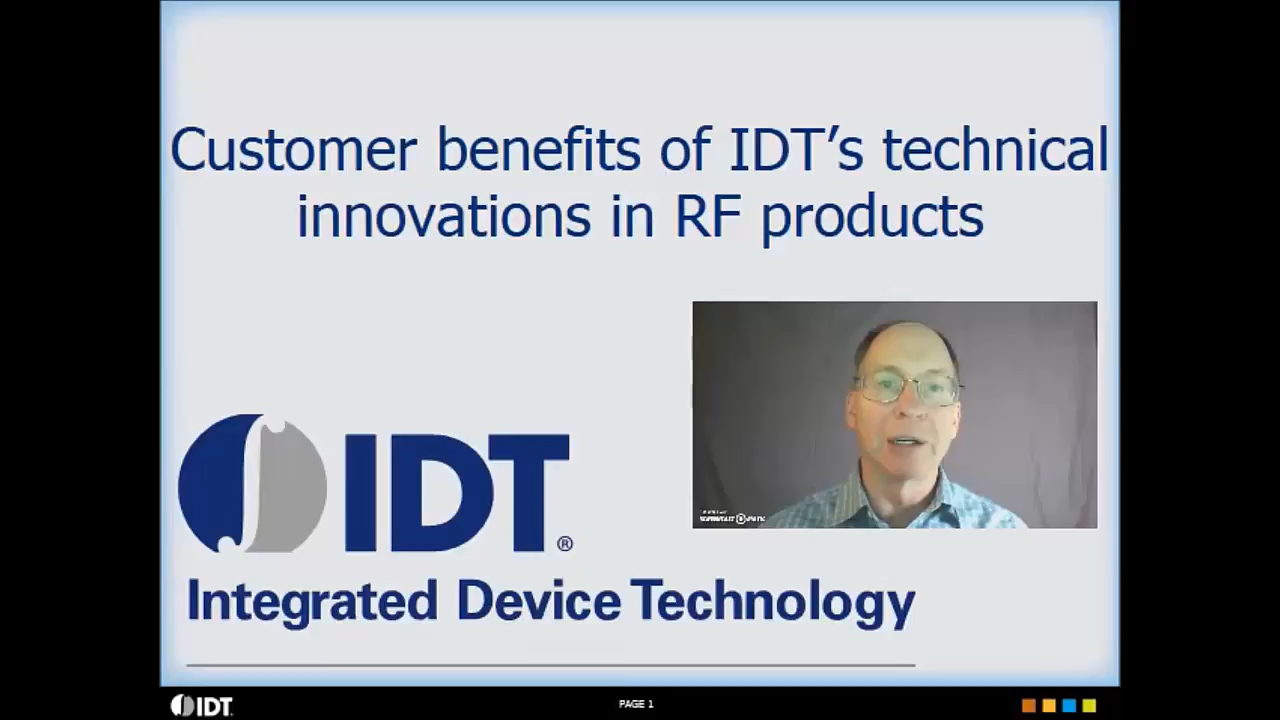 Customer benefits of IDT’s technical
innovations in RF products
IDT®
Integrated Device Technology
IDT.
PAGE 1